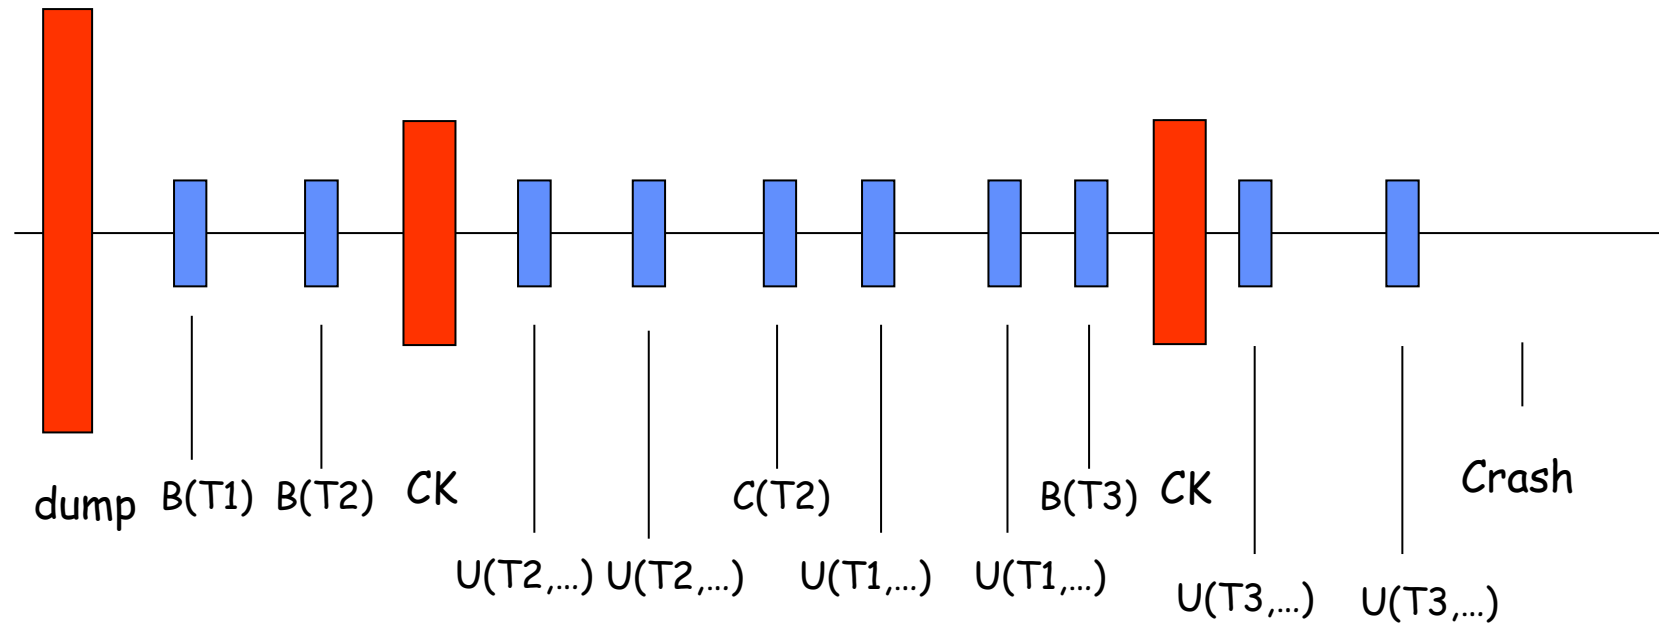 dump B(T1) B(T2) CK C(T2) B(T3) CK Crash
U(T2,...) U(T2,...) U(T1,...) U(T1,...) U(T3,...) U(T3,...)